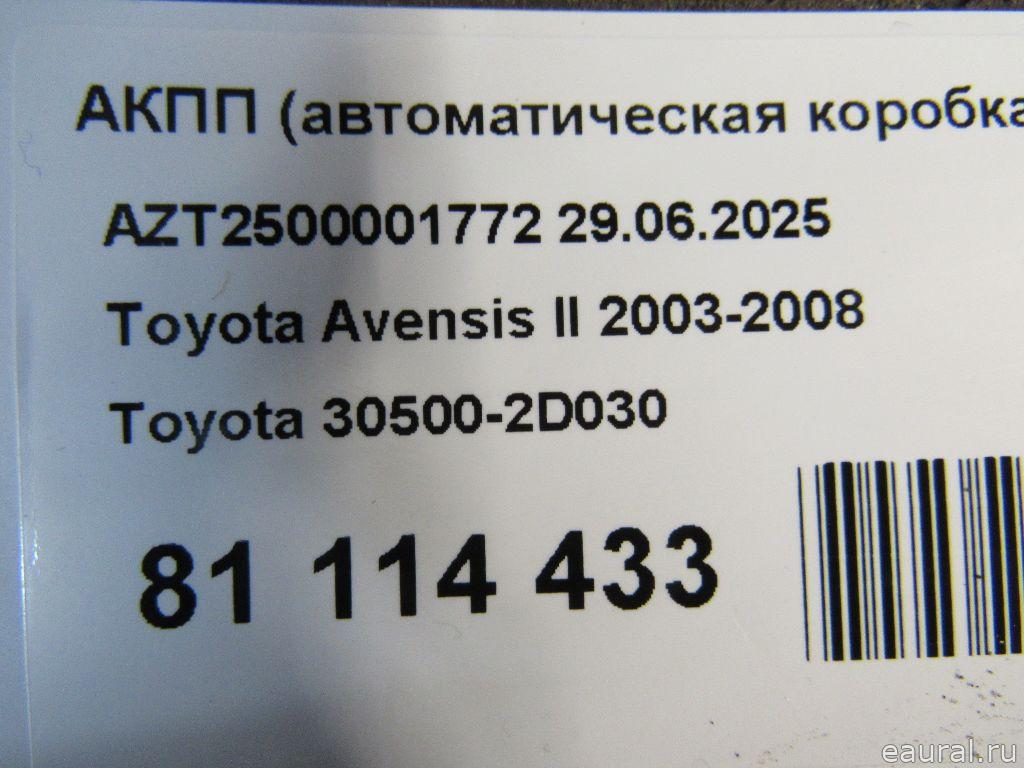 АКПП (автоматическая коробка
AZT2500001772 29.06.2025
Toyota Avensis II 2003-2008
Toyota 30500-2D030
81 114 433
eaural.ru